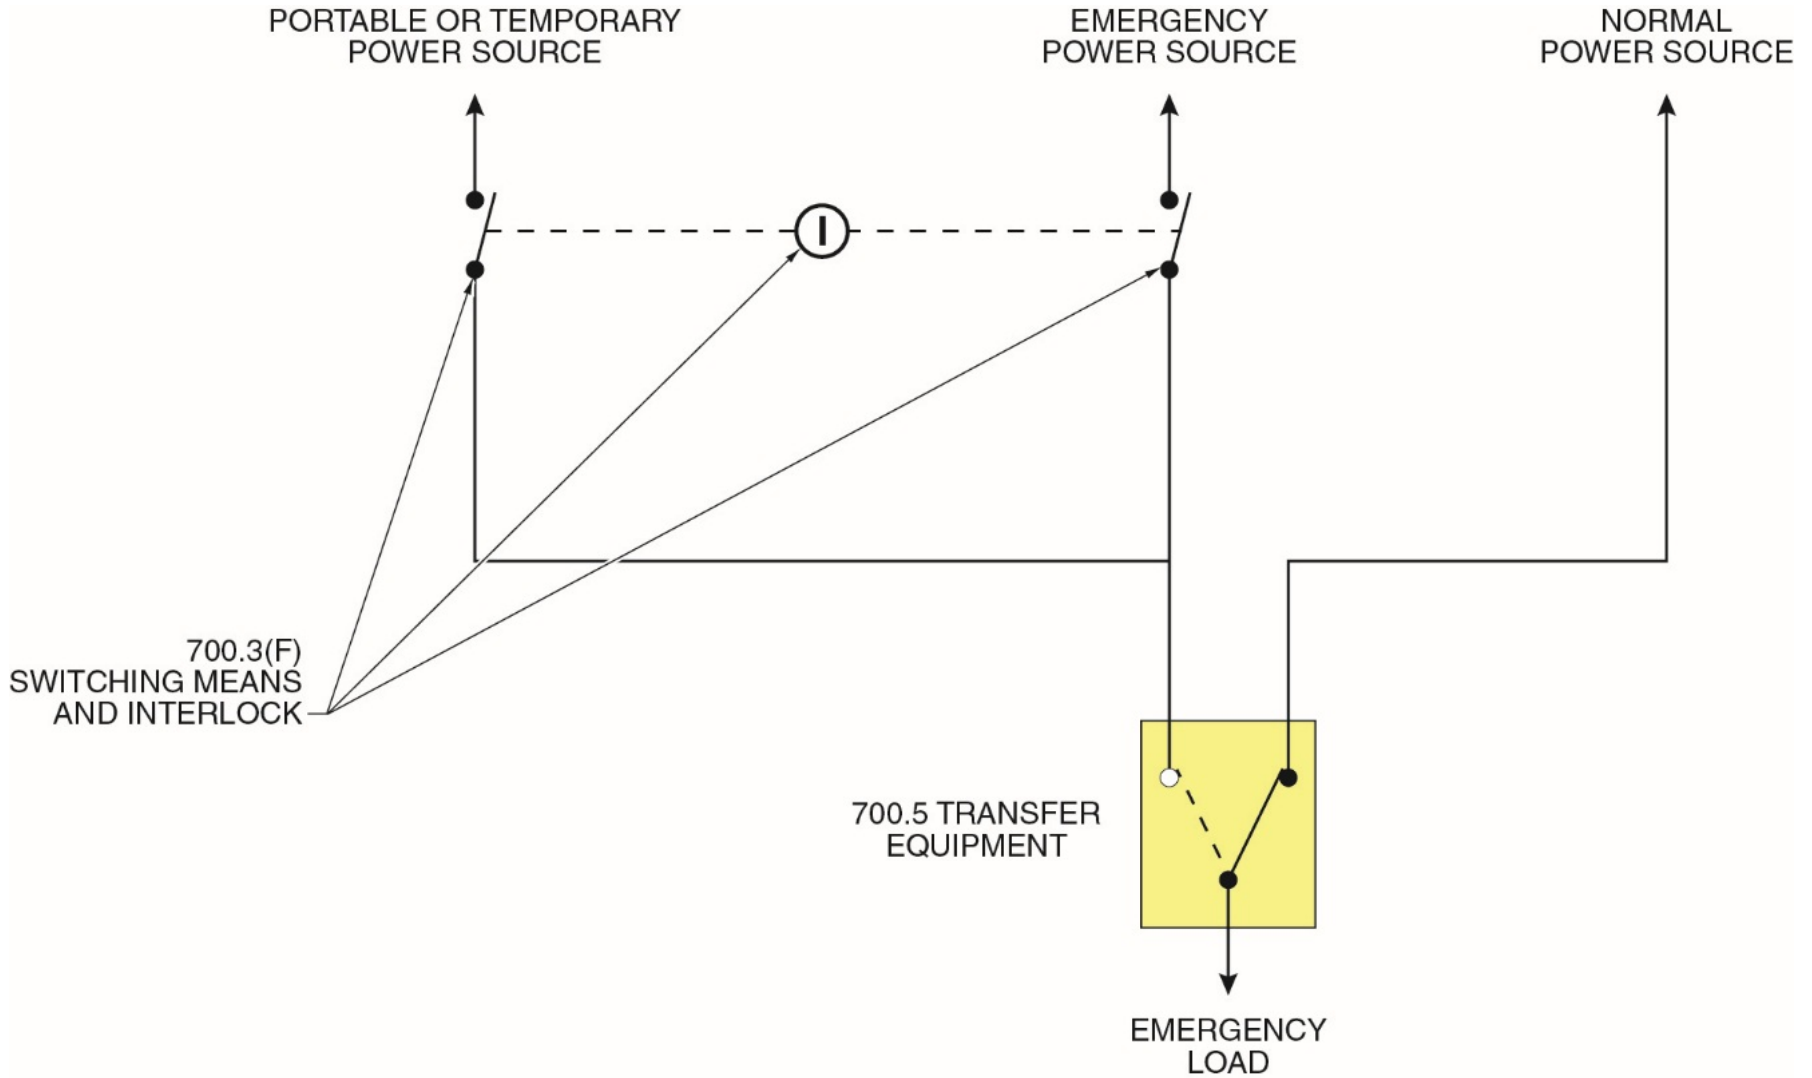 PORTABLE OR TEMPORARY
POWER SOURCE
EMERGENCY
POWER SOURCE
NORMAL
POWER SOURCE
I
700.3(F)
SWITCHING MEANS
AND INTERLOCK
700.5 TRANSFER
EQUIPMENT
EMERGENCY
LOAD